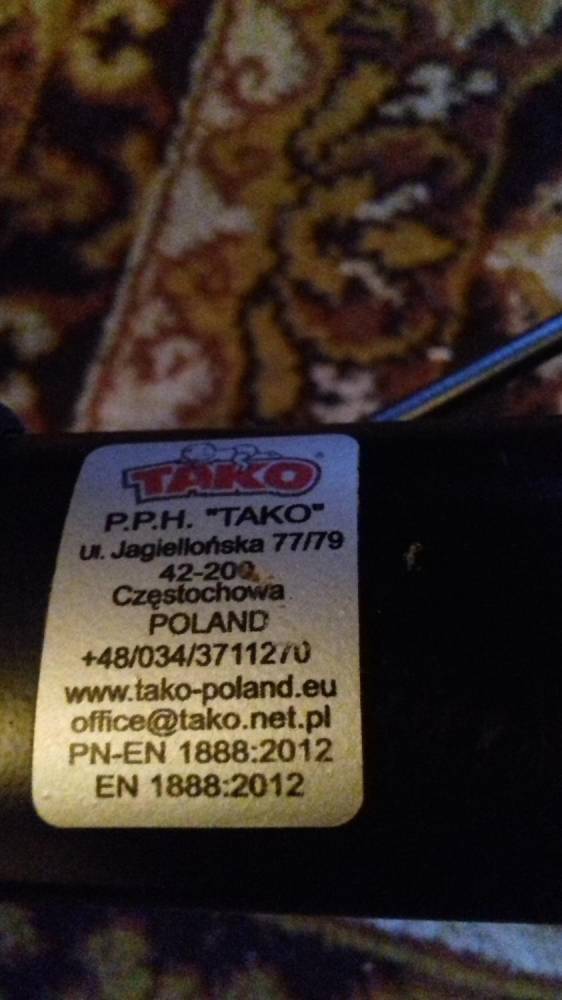 TAKO®
P.P.H. "TAKO"
ul. Jagiellońska 77/79
42-200
Częstochowa
POLAND
+48/034/3711270
www.tako-poland.eu
office@tako.net.pl
PN-EN 1888:2012
EN 1888:2012